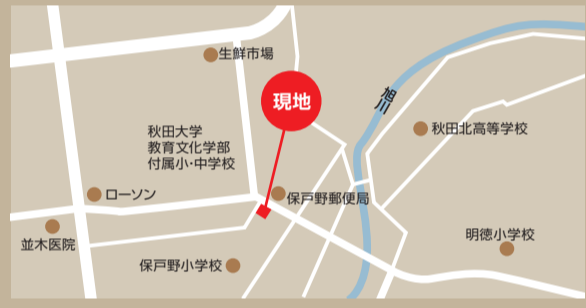 生鮮市場
現地
旭川
秋田大学
教育文化学部
付属小・中学校
秋田北高等学校
ローソン
保戸野郵便局
並木医院
保戸野小学校
明徳小学校